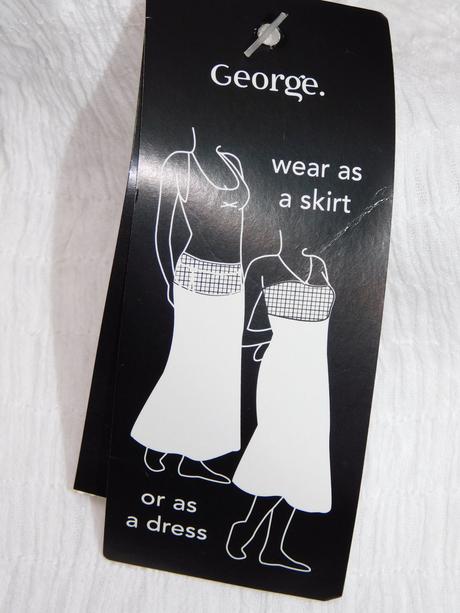 George.
wear as
a skirt
or as
a dress